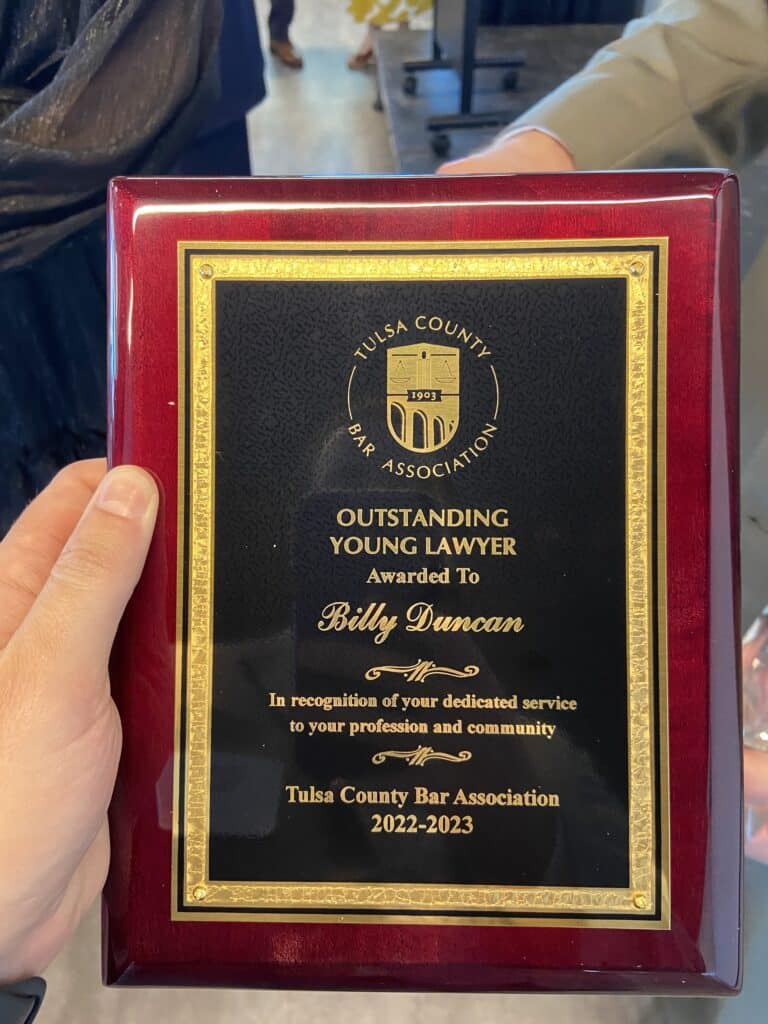 TULSA COUNTY
1903
BAR ASSOCIATION
OUTSTANDING
YOUNG LAWYER
Awarded To
Billy Duncan
In recognition of your dedicated service
to your profession and community
Tulsa County Bar Association
2022-2023